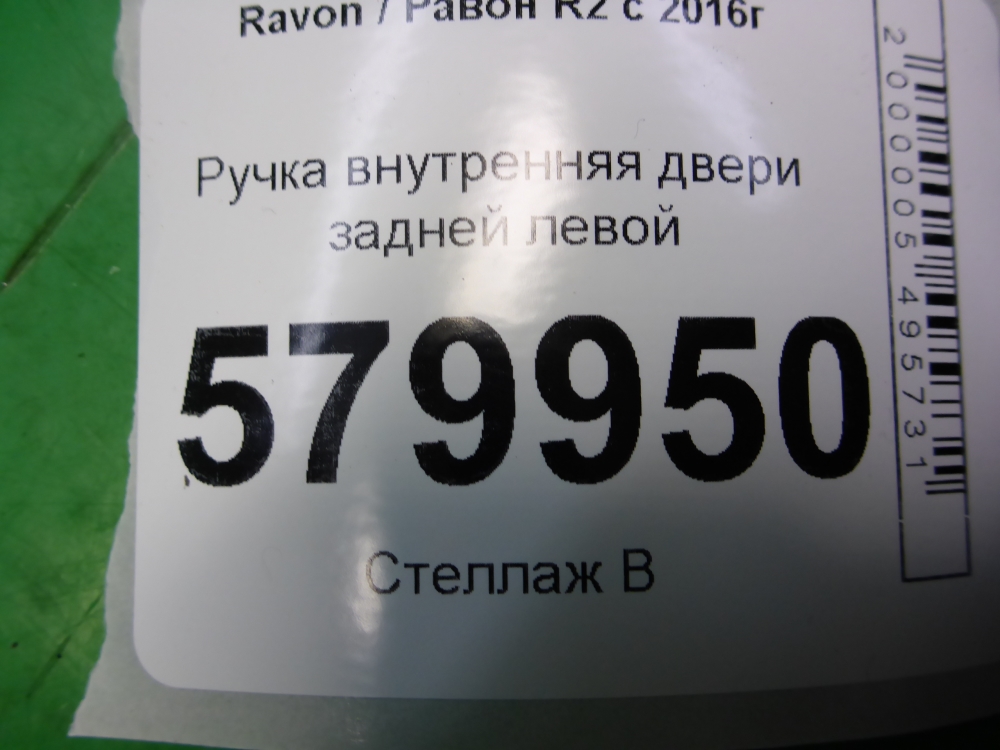 Ravon / Равон R2 с 2016г
Ручка внутренняя двери
задней левой
579950
Стеллаж В
2000005495731